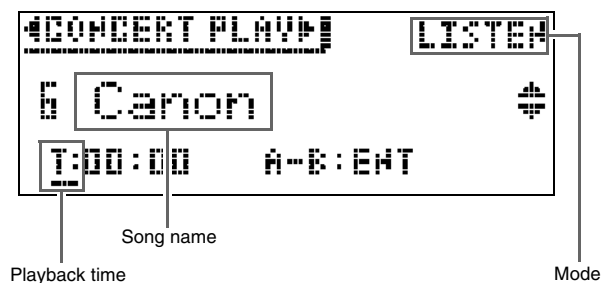 CONCERT PLAY LISTEN
6 Canon
T:00:00 A-B:ENT
Song name
Playback time Mode